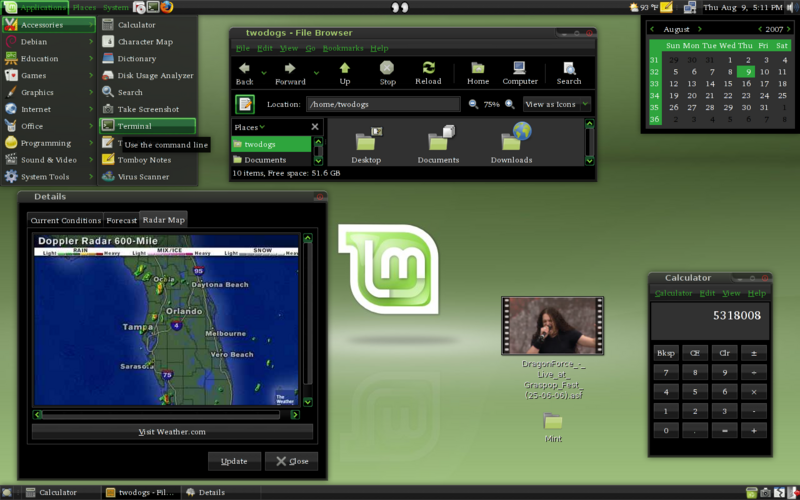 Applications Places System
93 °F
Thu Aug 9, 5:11 PM
Accessories
Debian
Education
Games
Graphics
Internet
Office
Programming
Sound & Video
System Tools
Calculator
Character Map
Dictionary
Disk Usage Analyzer
Search
Take Screenshot
Terminal
T
Use the command line
Tomboy Notes
Virus Scanner
twodogs - File Browser
File Edit View Go Bookmarks Help
Back Forward Up Stop Reload Home Computer Search
Location: /home/twodogs 75% View as Icons
Places
twodogs
Documents
Desktop Documents Downloads
10 items, Free space: 51.6 GB
August 2007
Sun Mon Tue Wed Thu Fri Sat
31 29 30 31 1 2 3 4
32 5 6 7 8 9 10 11
33 12 13 14 15 16 17 18
34 19 20 21 22 23 24 25
35 26 27 28 29 30 31 1
36 2 3 4 5 6 7 8
Details
Current Conditions Forecast Radar Map
Doppler Radar 600-Mile
RAIN MIX/ICE SNOW
Light Heavy Light Heavy Light Heavy
95
Ocala
Daytona Beach
Orlando
Tampa
4
Melbourne
Vero Beach
Sarasota
75
The Weather
Visit Weather.com
Update Close
lm
DragonForce_-_
Live_at_
Graspop_Fest_
(25-06-06).asf
Mint
Calculator
Calculator Edit View Help
5318008
Bksp CE Clr ±
7 8 9 ÷
4 5 6 ×
1 2 3 -
0 . = +
Calculator
twodogs - Fil...
Details